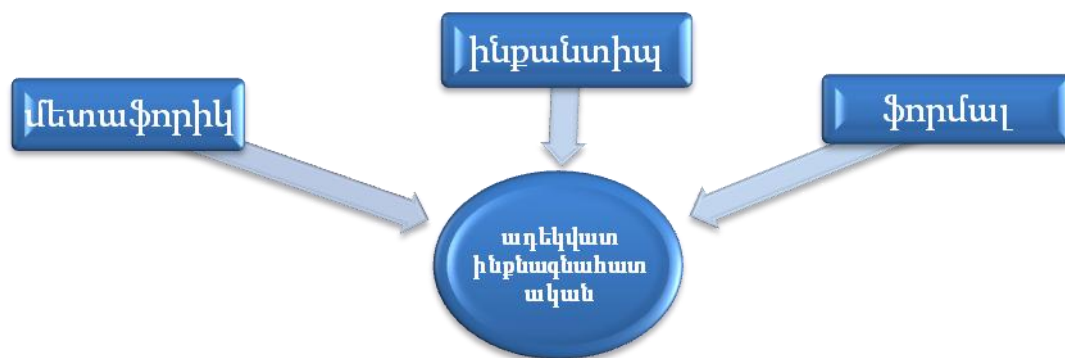 ինքանտիպ
մետաֆորիկ
ֆորմալ
ադեկվատ
ինքնագնահատ
ական